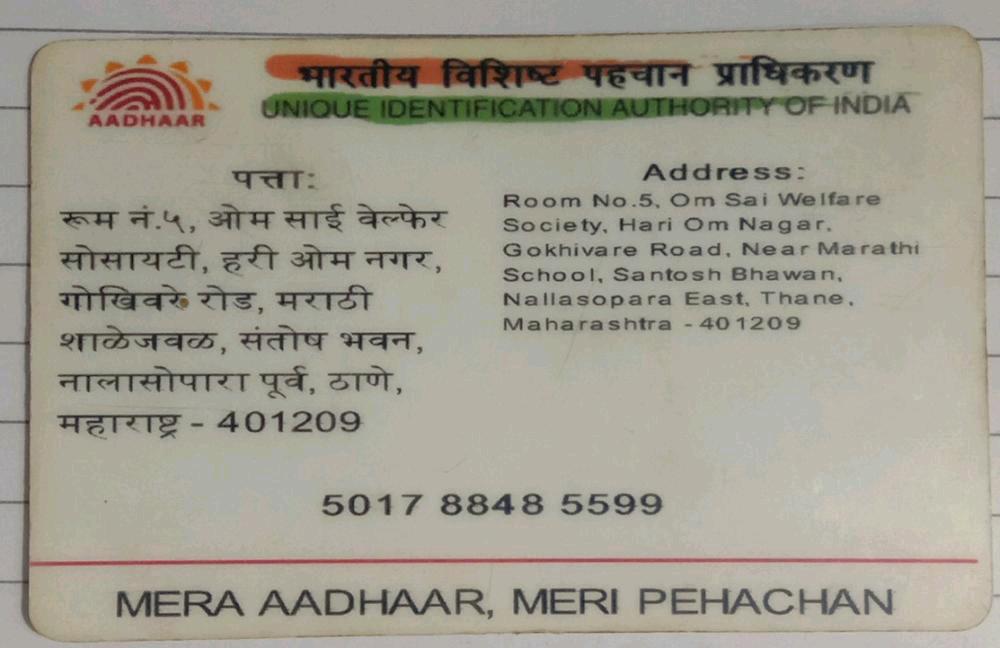 AADHAAR
भारतीय विशिष्ट पहचान प्राधिकरण
UNIQUE IDENTIFICATION AUTHORITY OF INDIA
पत्ता:
रूम नं.५, ओम साई वेल्फेर
सोसायटी, हरी ओम नगर,
गोखिवरे रोड, मराठी
शाळेजवळ, संतोष भवन,
नालासोपारा पूर्व, ठाणे,
महाराष्ट्र - 401209
Address:
Room No.5, Om Sai Welfare
Society, Hari Om Nagar,
Gokhivare Road, Near Marathi
School, Santosh Bhawan,
Nallasopara East, Thane,
Maharashtra - 401209
5017 8848 5599
MERA AADHAAR, MERI PEHACHAN